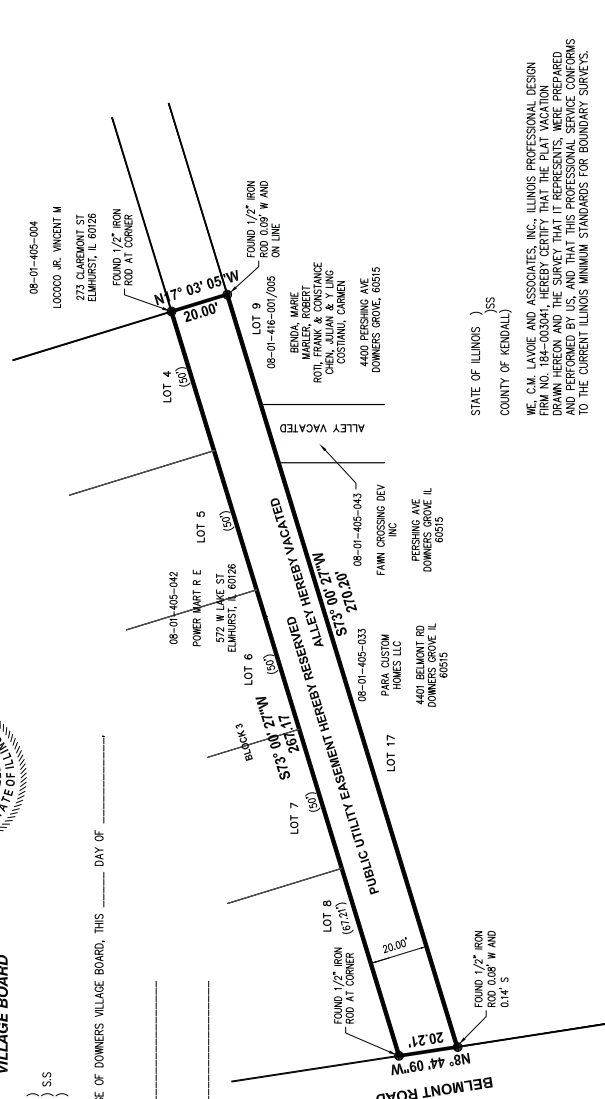 08-01-405-004
LOCOCO JR. VINCENT M
273 CLAREMONT ST
ELMHURST, IL 60126
FOUND 1/2" IRON
ROD AT CORNER
N17° 03' 05"W
20.00'
FOUND 1/2" IRON
ROD 0.09' W AND
ON LINE
LOT 9
08-01-416-001/005
BENDA, MARIE
MARLER, ROBERT
ROTI, FRANK & CONSTANCE
CHEN, JULIAN & Y LING
COSTIANU, CARMEN
4400 PERSHING AVE
DOWNERS GROVE, 60515
LOT 4
(50')
ALLEY VACATED
LOT 5
(50')
08-01-405-043
FAWN CROSSING DEV
INC
PERSHING AVE
DOWNERS GROVE IL
60515
08-01-405-042
POWER MART R E
572 W LAKE ST
ELMHURST, IL 60126
LOT 6
(50')
BLOCK 3
S73° 00' 27"W
267.17
PUBLIC UTILITY EASEMENT HEREBY RESERVED
ALLEY HEREBY VACATED
S73° 00' 27"W
270.20'
08-01-405-033
PARA CUSTOM
HOMES LLC
4401 BELMONT RD
DOWNERS GROVE IL
60515
LOT 17
LOT 7
(50')
LOT 8
(67.21')
20.00'
FOUND 1/2" IRON
ROD AT CORNER
FOUND 1/2" IRON
ROD 0.08' W AND
0.14' S
20.21'
N8° 44' 09"W
BELMONT ROAD
STATE OF ILLINOIS )
)SS
COUNTY OF KENDALL)
WE, C.M. LAVOIE AND ASSOCIATES, INC., ILLINOIS PROFESSIONAL DESIGN
FIRM NO. 184-003041, HEREBY CERTIFY THAT THE PLAT VACATION
DRAWN HEREON AND THE SURVEY THAT IT REPRESENTS, WERE PREPARED
AND PERFORMED BY US, AND THAT THIS PROFESSIONAL SERVICE CONFORMS
TO THE CURRENT ILLINOIS MINIMUM STANDARDS FOR BOUNDARY SURVEYS.
VILLAGE BOARD
)
) S.S
)
GE OF DOWNERS VILLAGE BOARD, THIS _____ DAY OF __________,
ATE OF ILLIN